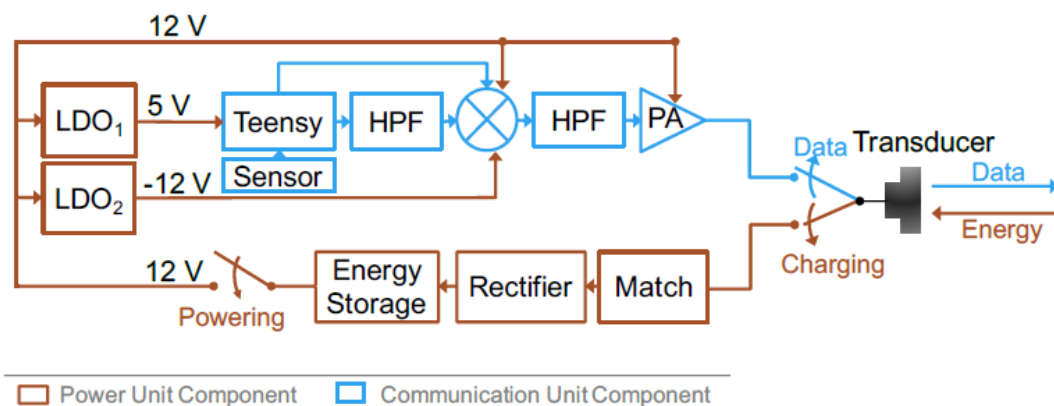 12 V
LDO₁
5 V
Teensy
HPF
HPF
PA
Sensor
LDO₂
-12 V
Data
Transducer
Data
Energy
Charging
12 V
Powering
Energy
Storage
Rectifier
Match
Power Unit Component
Communication Unit Component